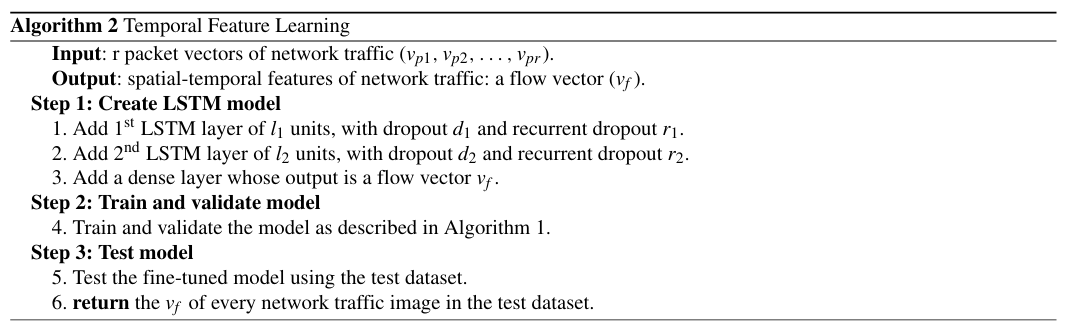 Algorithm 2 Temporal Feature Learning
Input: r packet vectors of network traffic (v_{p1}, v_{p2}, . . . , v_{pr}).
Output: spatial-temporal features of network traffic: a flow vector (v_f).
Step 1: Create LSTM model
1. Add 1^{st} LSTM layer of l_1 units, with dropout d_1 and recurrent dropout r_1.
2. Add 2^{nd} LSTM layer of l_2 units, with dropout d_2 and recurrent dropout r_2.
3. Add a dense layer whose output is a flow vector v_f.
Step 2: Train and validate model
4. Train and validate the model as described in Algorithm 1.
Step 3: Test model
5. Test the fine-tuned model using the test dataset.
6. return the v_f of every network traffic image in the test dataset.